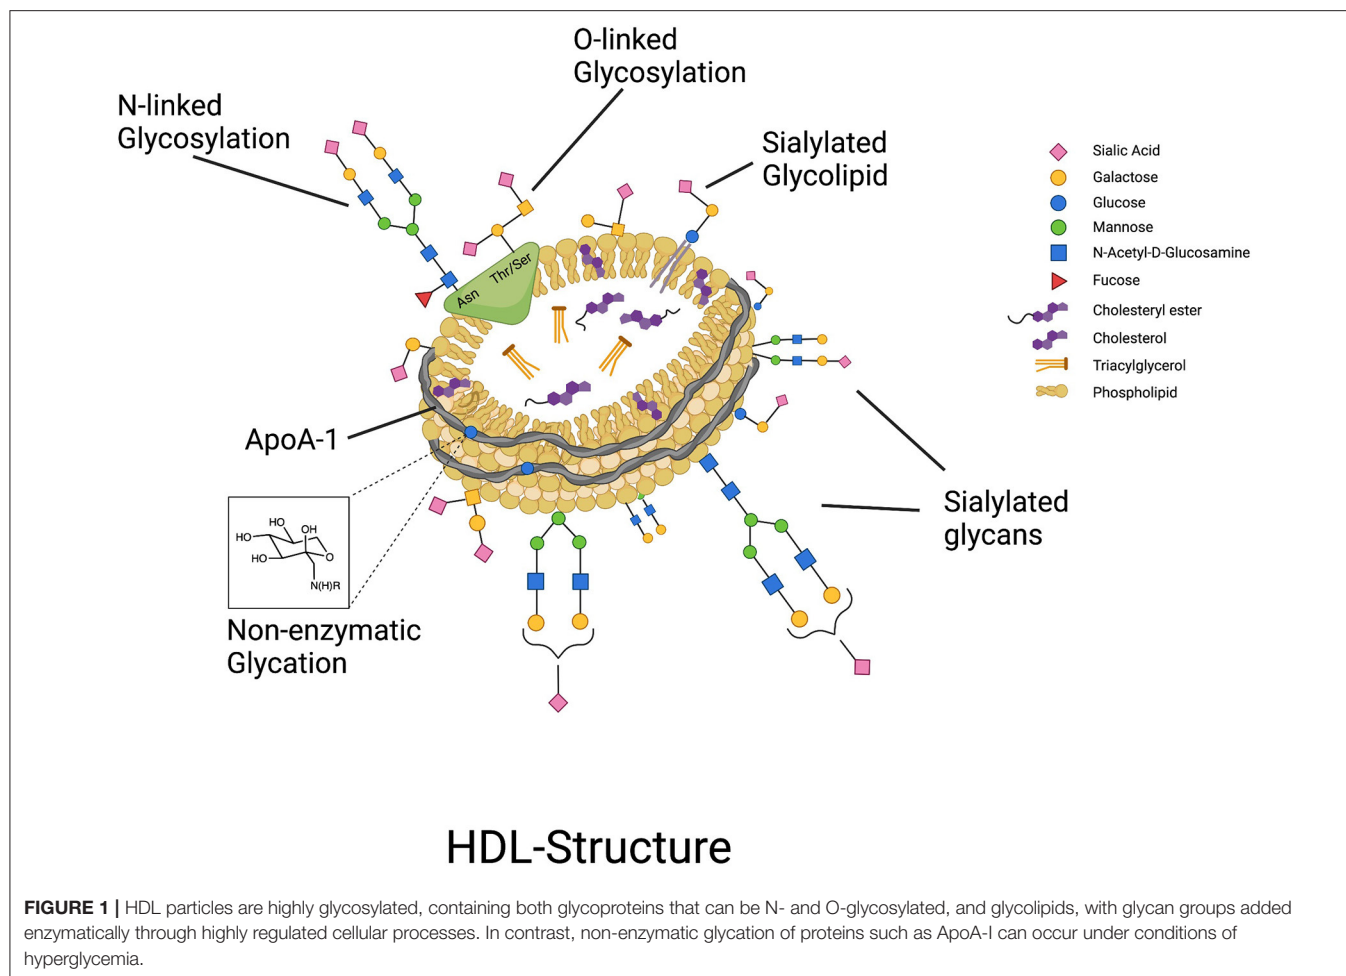 O-linked
Glycosylation
N-linked
Glycosylation
Sialylated
Glycolipid
Sialic Acid
Galactose
Glucose
Mannose
N-Acetyl-D-Glucosamine
Fucose
Cholesteryl ester
Cholesterol
Triacylglycerol
Phospholipid
Thr/Ser
Asn
ApoA-1
Sialylated
glycans
HO
OH
HO
HO
O
N(H)R
Non-enzymatic
Glycation
HDL-Structure
FIGURE 1 | HDL particles are highly glycosylated, containing both glycoproteins that can be N- and O-glycosylated, and glycolipids, with glycan groups added
enzymatically through highly regulated cellular processes. In contrast, non-enzymatic glycation of proteins such as ApoA-I can occur under conditions of
hyperglycemia.